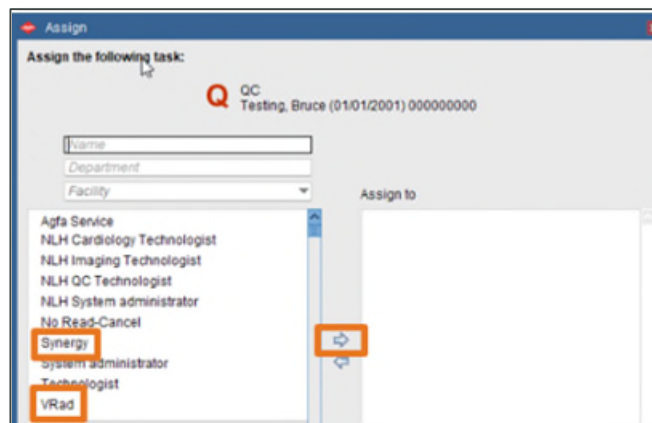 Assign
Assign the following task:
Q QC
Testing, Bruce (01/01/2001) 000000000
Name
Department
Facility
Assign to
Agfa Service
NLH Cardiology Technologist
NLH Imaging Technologist
NLH QC Technologist
NLH System administrator
No Read-Cancel
Synergy
System administrator
Technologist
VRad